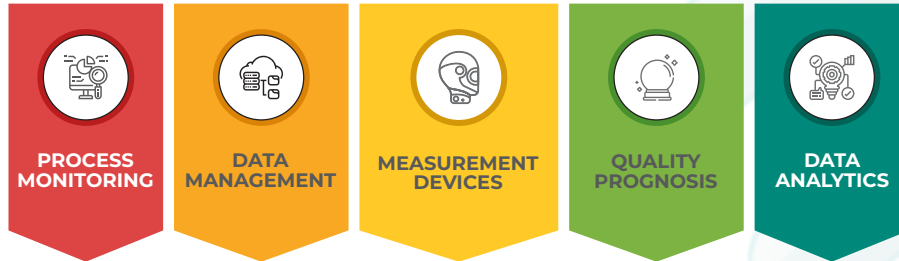 PROCESS
MONITORING
DATA
MANAGEMENT
MEASUREMENT
DEVICES
QUALITY
PROGNOSIS
DATA
ANALYTICS